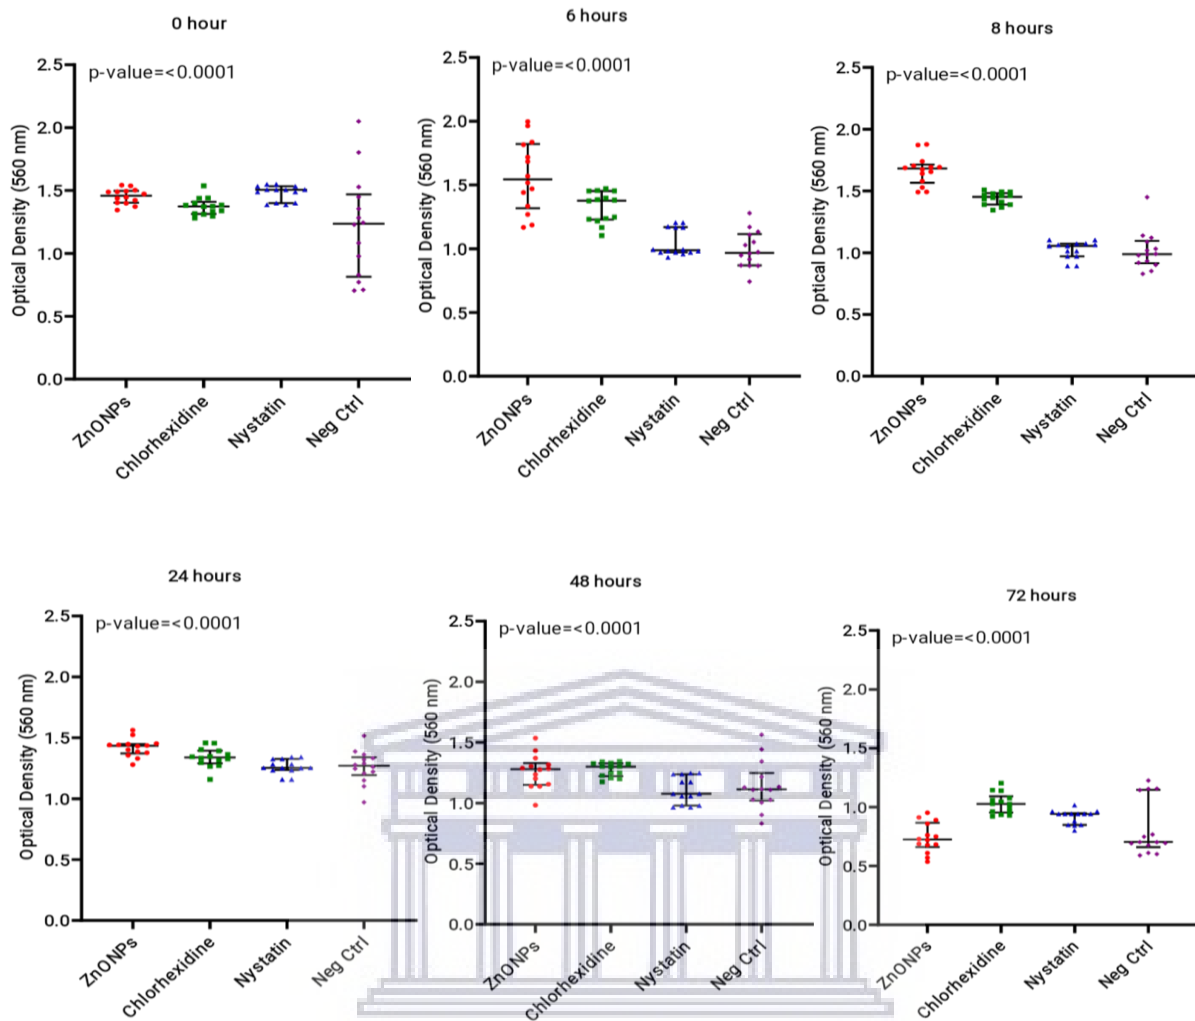 0 hour
p-value=<0.0001
Optical Density (560 nm)
2.5
2.0
1.5
1.0
0.5
0.0
ZnONPs
Chlorhexidine
Nystatin
Neg Ctrl
6 hours
p-value=<0.0001
Optical Density (560 nm)
2.5
2.0
1.5
1.0
0.5
0.0
ZnONPs
Chlorhexidine
Nystatin
Neg Ctrl
8 hours
p-value=<0.0001
Optical Density (560 nm)
2.5
2.0
1.5
1.0
0.5
0.0
ZnONPs
Chlorhexidine
Nystatin
Neg Ctrl
24 hours
p-value=<0.0001
Optical Density (560 nm)
2.5
2.0
1.5
1.0
0.5
0.0
ZnONPs
Chlorhexidine
Nystatin
Neg Ctrl
48 hours
p-value=<0.0001
Optical Density (560 nm)
2.5
2.0
1.5
1.0
0.5
0.0
ZnONPs
Chlorhexidine
Nystatin
Neg Ctrl
72 hours
p-value=<0.0001
Optical Density (560 nm)
2.5
2.0
1.5
1.0
0.5
0.0
ZnONPs
Chlorhexidine
Nystatin
Neg Ctrl